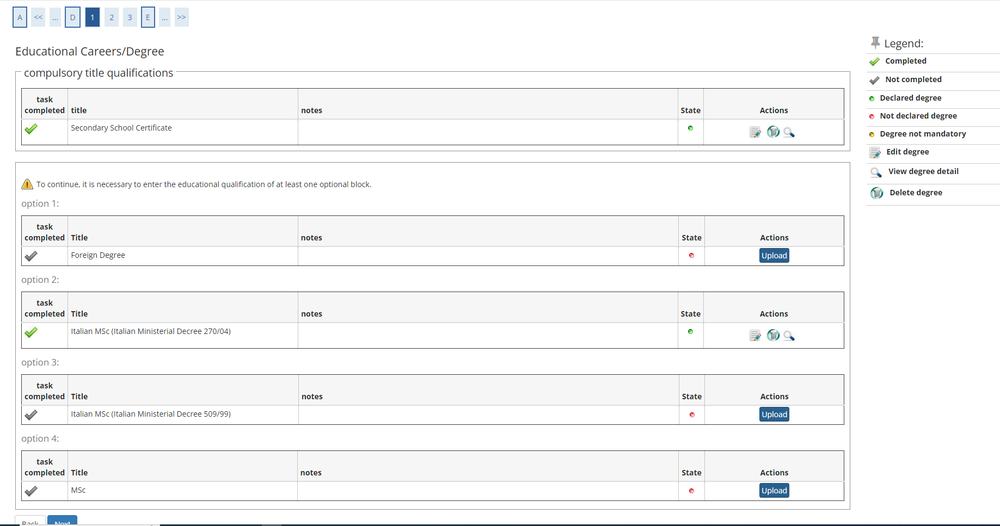 A << ... D 1 2 3 E ... >>
Educational Careers/Degree
compulsory title qualifications
task completed title notes State Actions
Secondary School Certificate
To continue, it is necessary to enter the educational qualification of at least one optional block.
option 1:
task completed Title notes State Actions
Foreign Degree Upload
option 2:
task completed Title notes State Actions
Italian MSc (Italian Ministerial Decree 270/04)
option 3:
task completed Title notes State Actions
Italian MSc (Italian Ministerial Decree 509/99) Upload
option 4:
task completed Title notes State Actions
MSc Upload
Back Next
Legend:
Completed
Not completed
Declared degree
Not declared degree
Degree not mandatory
Edit degree
View degree detail
Delete degree